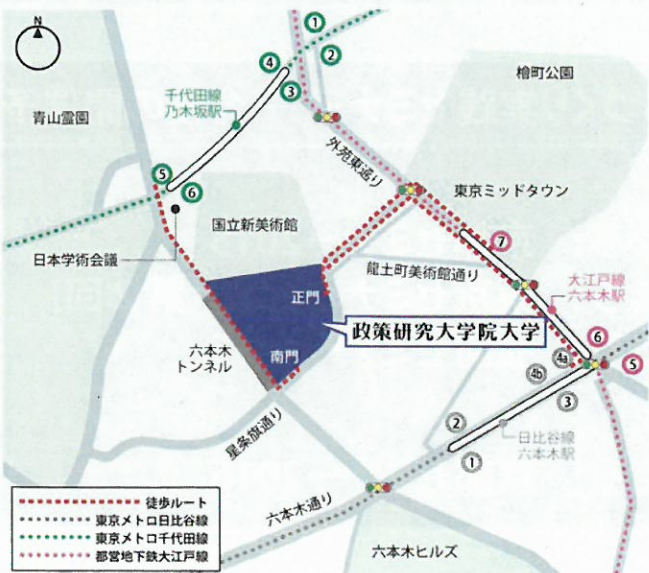 N
①
②
④
③
千代田線
乃木坂駅
青山霊園
檜町公園
外苑東通り
東京ミッドタウン
⑤
⑥
国立新美術館
日本学術会議
⑦
龍土町美術館通り
大江戸線
六本木駅
正門
政策研究大学院大学
六本木
トンネル
南門
⑥
4a
⑤
4b
③
星条旗通り
②
①
日比谷線
六本木駅
六本木通り
六本木ヒルズ
徒歩ルート
東京メトロ日比谷線
東京メトロ千代田線
都営地下鉄大江戸線